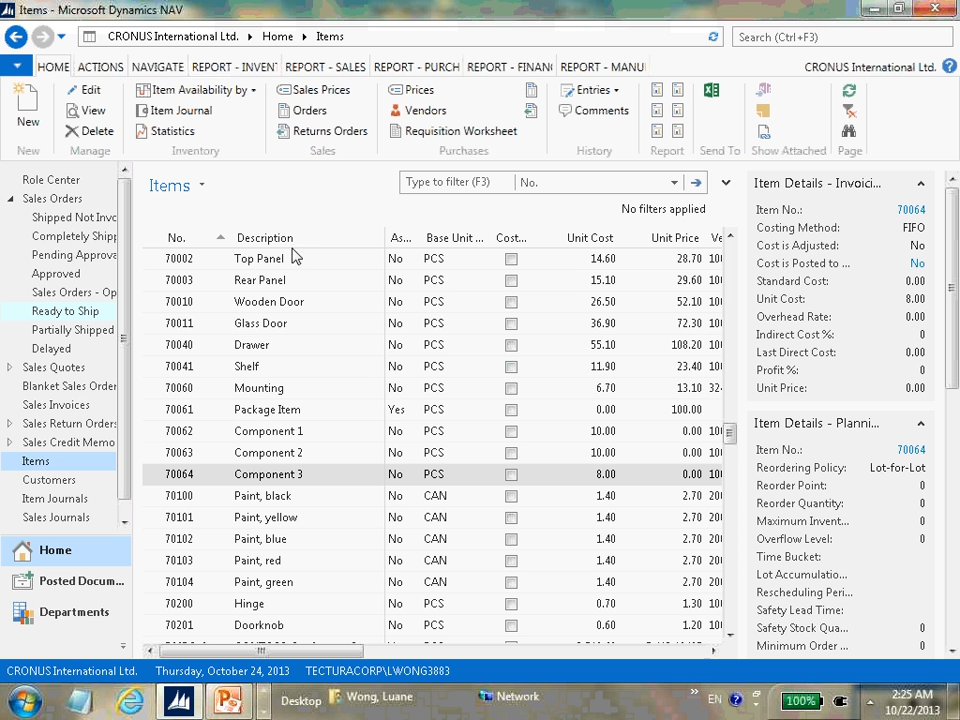 Items - Microsoft Dynamics NAV
CRONUS International Ltd. Home Items
Search (Ctrl+F3)
HOME ACTIONS NAVIGATE REPORT - INVEN REPORT - SALES REPORT - PURCH REPORT - FINAN REPORT - MANU CRONUS International Ltd.
New
Edit
View
Delete
Item Availability by
Item Journal
Statistics
Sales Prices
Orders
Returns Orders
Prices
Vendors
Requisition Worksheet
Entries
Comments
New Manage Inventory Sales Purchases History Report Send To Show Attached Page
Role Center
Sales Orders
Shipped Not Invc
Completely Shipp
Pending Approva
Approved
Sales Orders - Op
Ready to Ship
Partially Shipped
Delayed
Sales Quotes
Blanket Sales Order
Sales Invoices
Sales Return Orders
Sales Credit Memo
Items
Customers
Item Journals
Sales Journals
Home
Posted Docum...
Departments
Items
Type to filter (F3) No.
No filters applied
No. Description As... Base Unit ... Cost... Unit Cost Unit Price Ve
70002 Top Panel No PCS 14.60 28.70 100
70003 Rear Panel No PCS 15.10 29.60 100
70010 Wooden Door No PCS 26.50 52.10 100
70011 Glass Door No PCS 36.90 72.30 100
70040 Drawer No PCS 55.10 108.20 100
70041 Shelf No PCS 11.90 23.40 100
70060 Mounting No PCS 6.70 13.10 324
70061 Package Item Yes PCS 0.00 100.00
70062 Component 1 No PCS 10.00 0.00 100
70063 Component 2 No PCS 10.00 0.00 100
70064 Component 3 No PCS 8.00 0.00 100
70100 Paint, black No CAN 1.40 2.70 200
70101 Paint, yellow No CAN 1.40 2.70 200
70102 Paint, blue No CAN 1.40 2.70 200
70103 Paint, red No CAN 1.40 2.70 200
70104 Paint, green No CAN 1.40 2.70 200
70200 Hinge No PCS 0.70 1.30 100
70201 Doorknob No PCS 0.60 1.20 100
Item Details - Invoici...
Item No.: 70064
Costing Method: FIFO
Cost is Adjusted: No
Cost is Posted to ... No
Standard Cost: 0.00
Unit Cost: 8.00
Overhead Rate: 0.00
Indirect Cost %: 0
Last Direct Cost: 0.00
Profit %: 0
Unit Price: 0.00
Item Details - Planni...
Item No.: 70064
Reordering Policy: Lot-for-Lot
Reorder Point: 0
Reorder Quantity: 0
Maximum Invent... 0
Overflow Level: 0
Time Bucket:
Lot Accumulatio...
Rescheduling Peri...
Safety Lead Time:
Safety Stock Qua... 0
Minimum Order ... 0
CRONUS International Ltd. Thursday, October 24, 2013 TECTURACORP\LWONG3883
Desktop Wong, Luane Network EN 100% 2:25 AM
10/22/2013